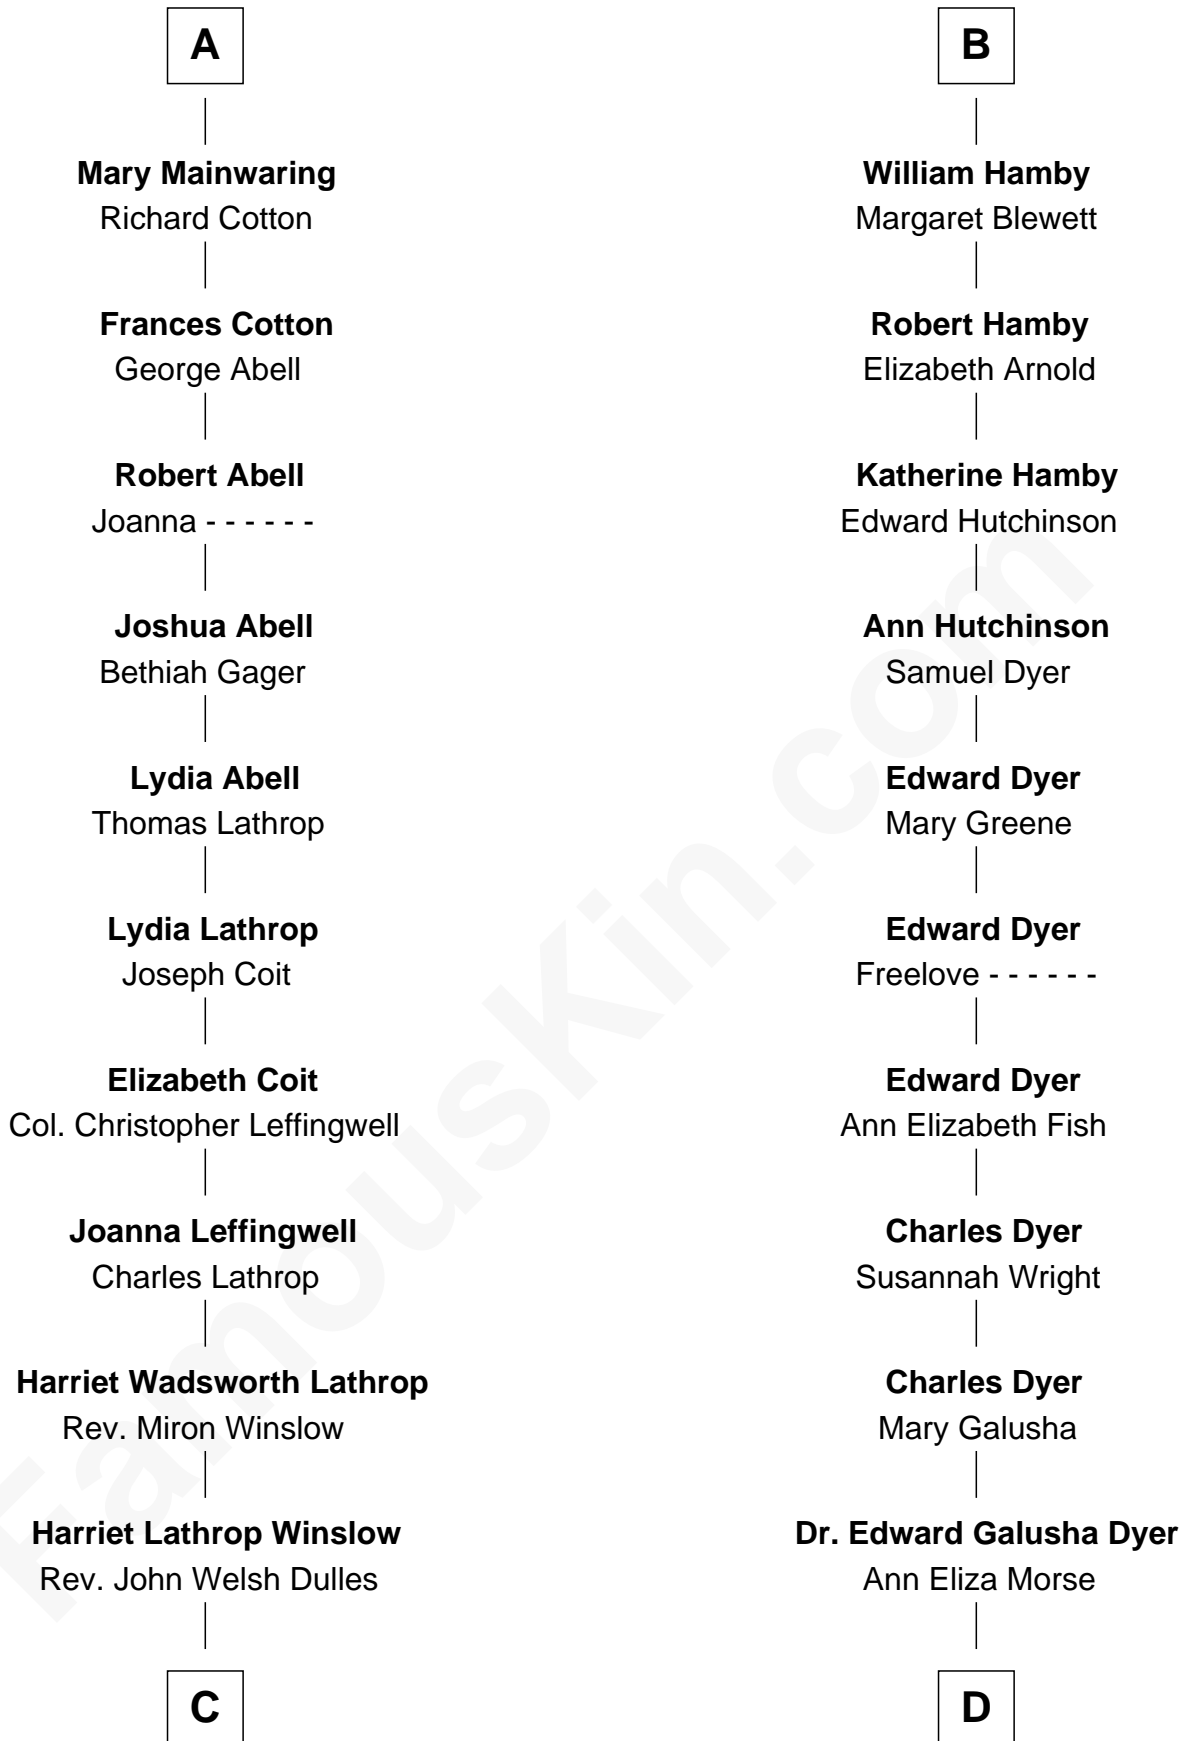 A
Mary Mainwaring
Richard Cotton
Frances Cotton
George Abell
Robert Abell
Joanna - - - - - -
Joshua Abell
Bethiah Gager
Lydia Abell
Thomas Lathrop
Lydia Lathrop
Joseph Coit
Elizabeth Coit
Col. Christopher Leffingwell
Joanna Leffingwell
Charles Lathrop
Harriet Wadsworth Lathrop
Rev. Miron Winslow
Harriet Lathrop Winslow
Rev. John Welsh Dulles
C
B
William Hamby
Margaret Blewett
Robert Hamby
Elizabeth Arnold
Katherine Hamby
Edward Hutchinson
Ann Hutchinson
Samuel Dyer
Edward Dyer
Mary Greene
Edward Dyer
Freelove - - - - - -
Edward Dyer
Ann Elizabeth Fish
Charles Dyer
Susannah Wright
Charles Dyer
Mary Galusha
Dr. Edward Galusha Dyer
Ann Eliza Morse
D
FamousKin.com